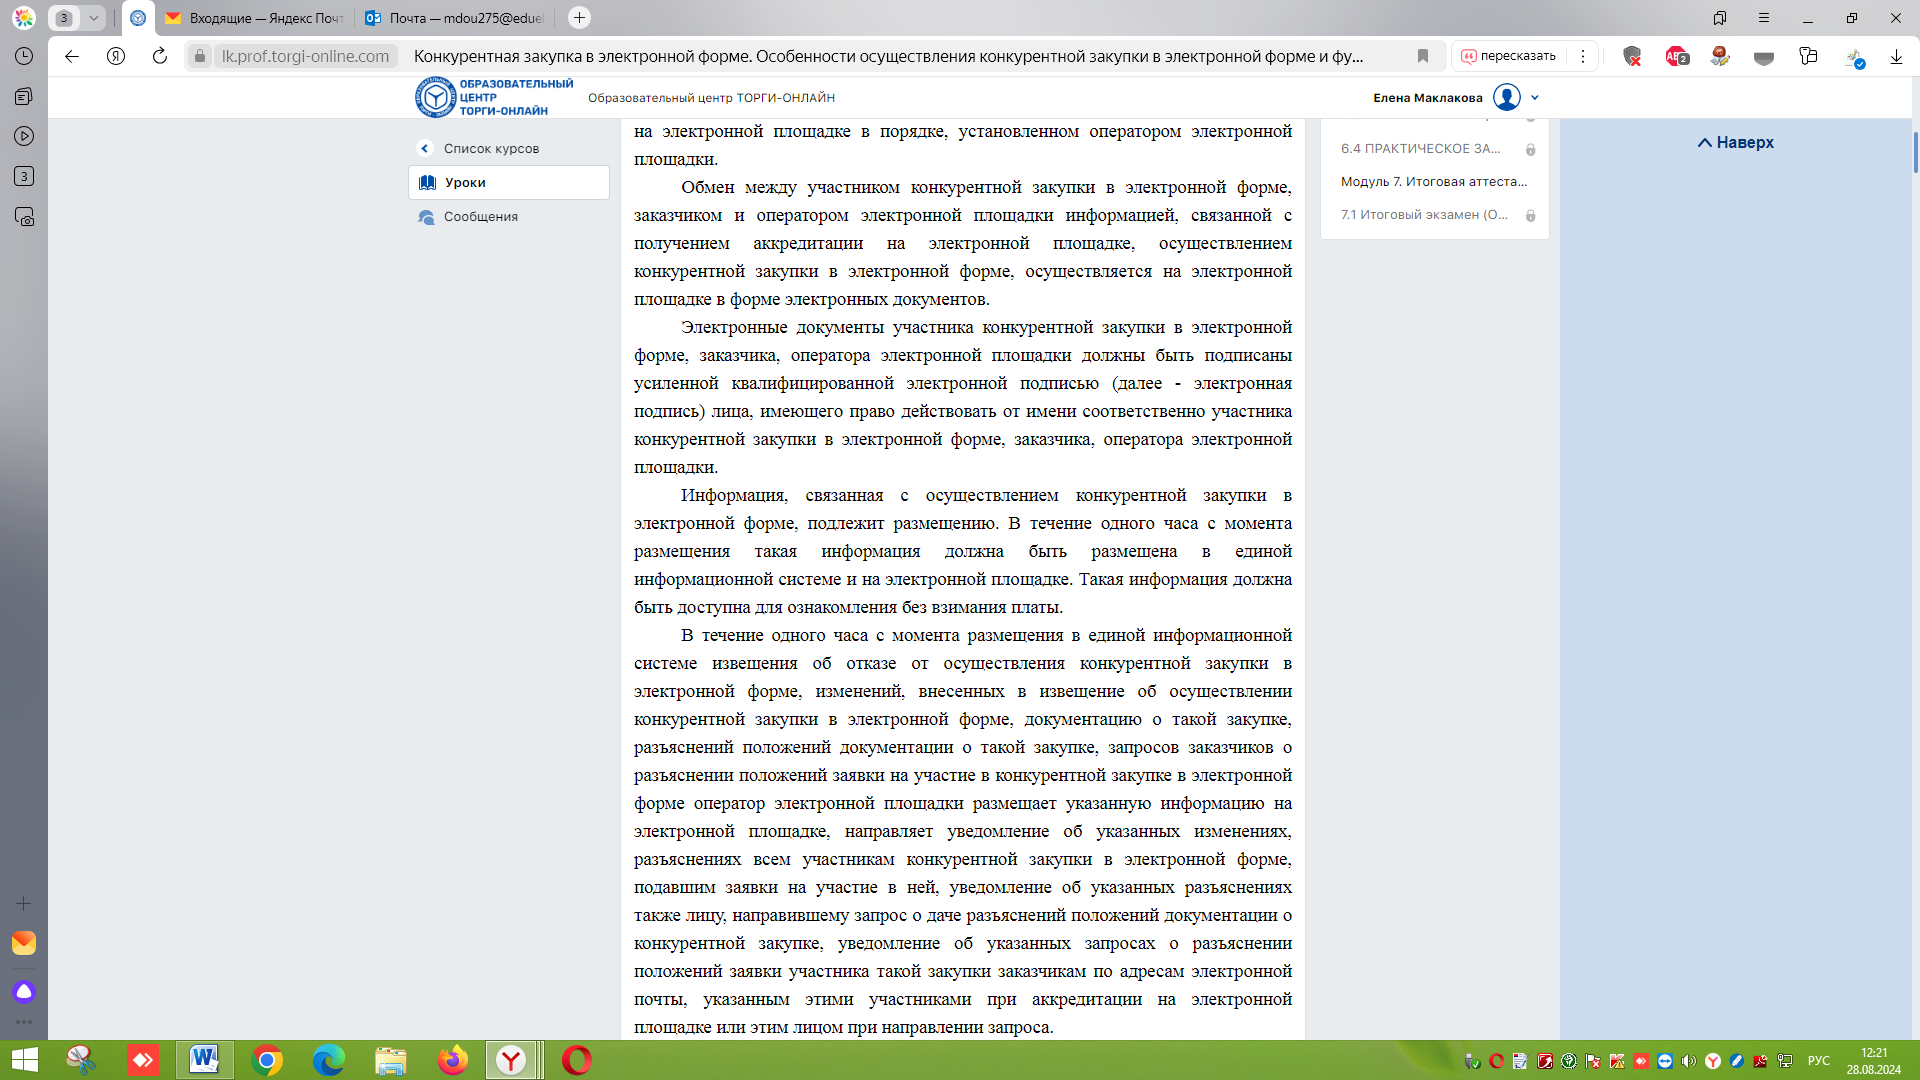 3
Входящие — Яндекс Почт
Почта — mdou275@edue
lk.prof.torgi-online.com
Конкурентная закупка в электронной форме. Особенности осуществления конкурентной закупки в электронной форме и фу...
пересказать
2
3
ОБРАЗОВАТЕЛЬНЫЙ
ЦЕНТР
ТОРГИ-ОНЛАЙН
Образовательный центр ТОРГИ-ОНЛАЙН
Елена Маклакова
Список курсов
Уроки
Сообщения
на электронной площадке в порядке, установленном оператором электронной
площадки.
Обмен между участником конкурентной закупки в электронной форме,
заказчиком и оператором электронной площадки информацией, связанной с
получением аккредитации на электронной площадке, осуществлением
конкурентной закупки в электронной форме, осуществляется на электронной
площадке в форме электронных документов.
Электронные документы участника конкурентной закупки в электронной
форме, заказчика, оператора электронной площадки должны быть подписаны
усиленной квалифицированной электронной подписью (далее - электронная
подпись) лица, имеющего право действовать от имени соответственно участника
конкурентной закупки в электронной форме, заказчика, оператора электронной
площадки.
Информация, связанная с осуществлением конкурентной закупки в
электронной форме, подлежит размещению. В течение одного часа с момента
размещения такая информация должна быть размещена в единой
информационной системе и на электронной площадке. Такая информация должна
быть доступна для ознакомления без взимания платы.
В течение одного часа с момента размещения в единой информационной
системе извещения об отказе от осуществления конкурентной закупки в
электронной форме, изменений, внесенных в извещение об осуществлении
конкурентной закупки в электронной форме, документацию о такой закупке,
разъяснений положений документации о такой закупке, запросов заказчиков о
разъяснении положений заявки на участие в конкурентной закупке в электронной
форме оператор электронной площадки размещает указанную информацию на
электронной площадке, направляет уведомление об указанных изменениях,
разъяснениях всем участникам конкурентной закупки в электронной форме,
подавшим заявки на участие в ней, уведомление об указанных разъяснениях
также лицу, направившему запрос о даче разъяснений положений документации о
конкурентной закупке, уведомление об указанных запросах о разъяснении
положений заявки участника такой закупки заказчикам по адресам электронной
почты, указанным этими участниками при аккредитации на электронной
площадке или этим лицом при направлении запроса.
6.4 ПРАКТИЧЕСКОЕ ЗА...
Модуль 7. Итоговая аттеста...
7.1 Итоговый экзамен (О...
Наверх
РУС
12:21
28.08.2024